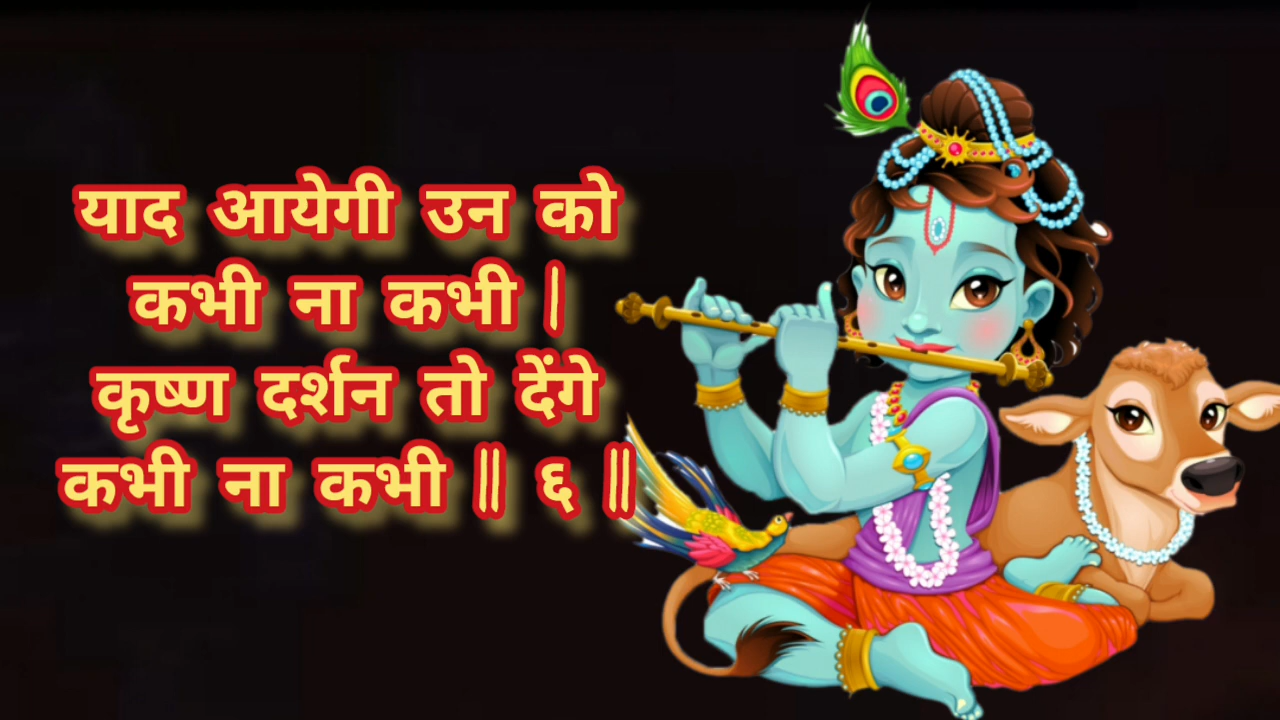 याद आयेगी उन को
कभी ना कभी |
कृष्ण दर्शन तो देंगे
कभी ना कभी || ६ ||